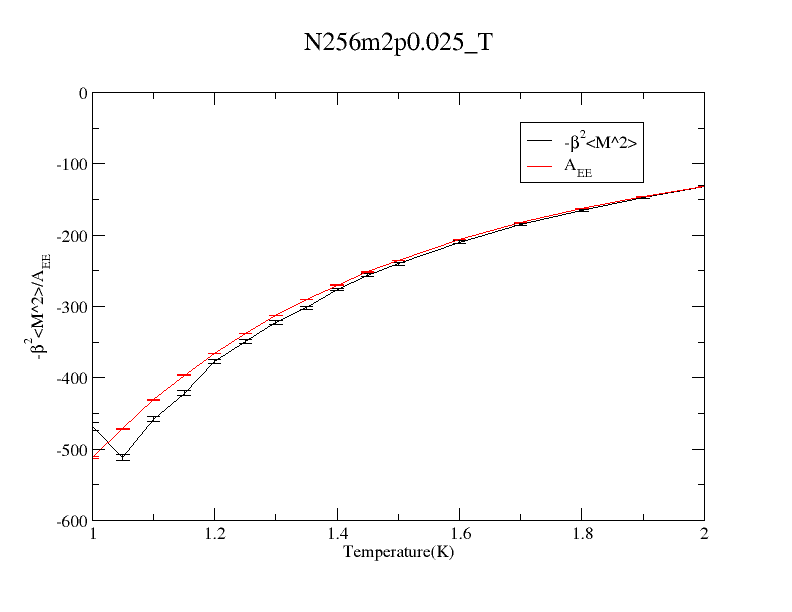 N256m2p0.025_T
0
-100
-200
-300
-400
-500
-600
-β²<M^2>/A_EE
-β²<M^2>
A_EE
1 1.2 1.4 1.6 1.8 2
Temperature(K)